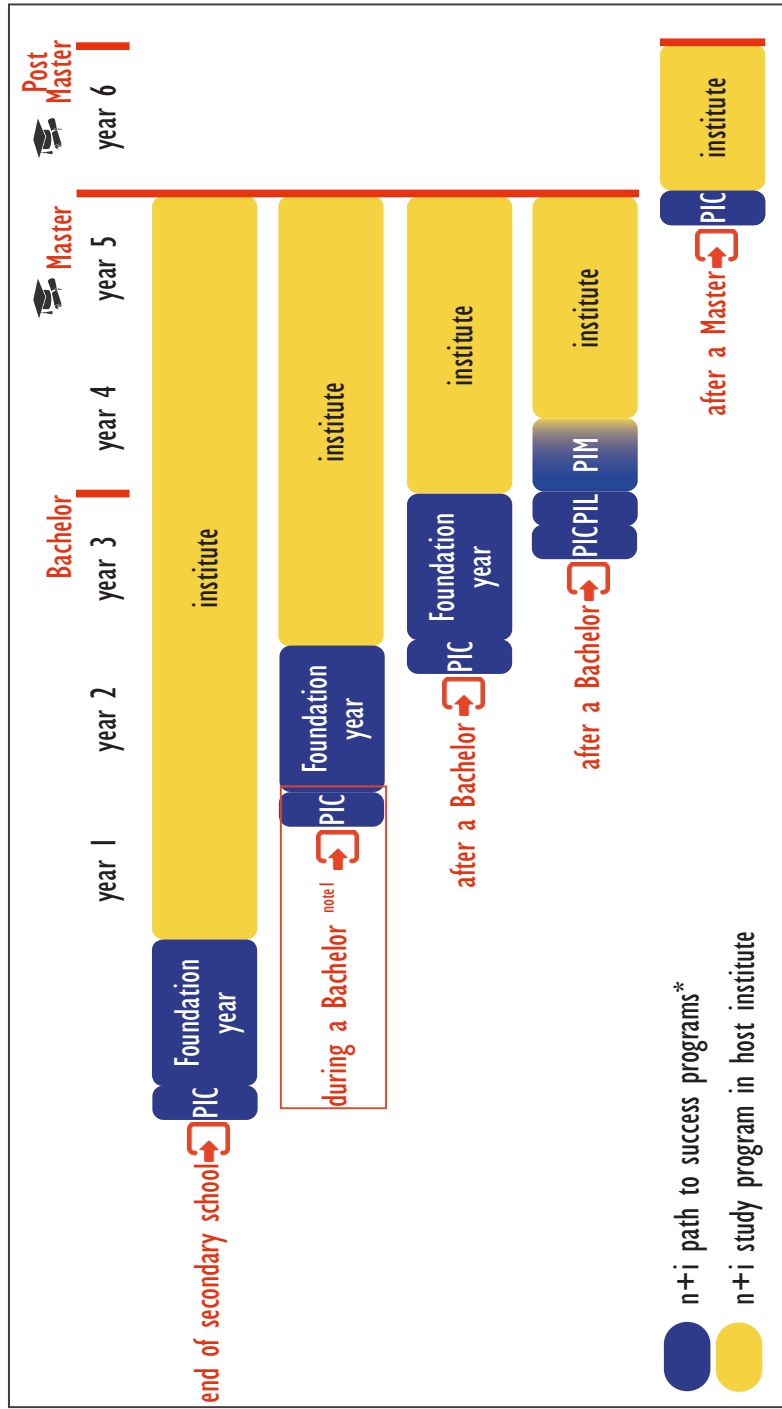 Bachelor
Master
Post
Master
year 1
year 2
year 3
year 4
year 5
year 6
end of secondary school
PIC
Foundation
year
institute
during a Bachelor note1
PIC
Foundation
year
institute
after a Bachelor
PIC
Foundation
year
institute
after a Bachelor
PIC
PIL
PIM
institute
after a Master
PIC
institute
n+i path to success programs*
n+i study program in host institute